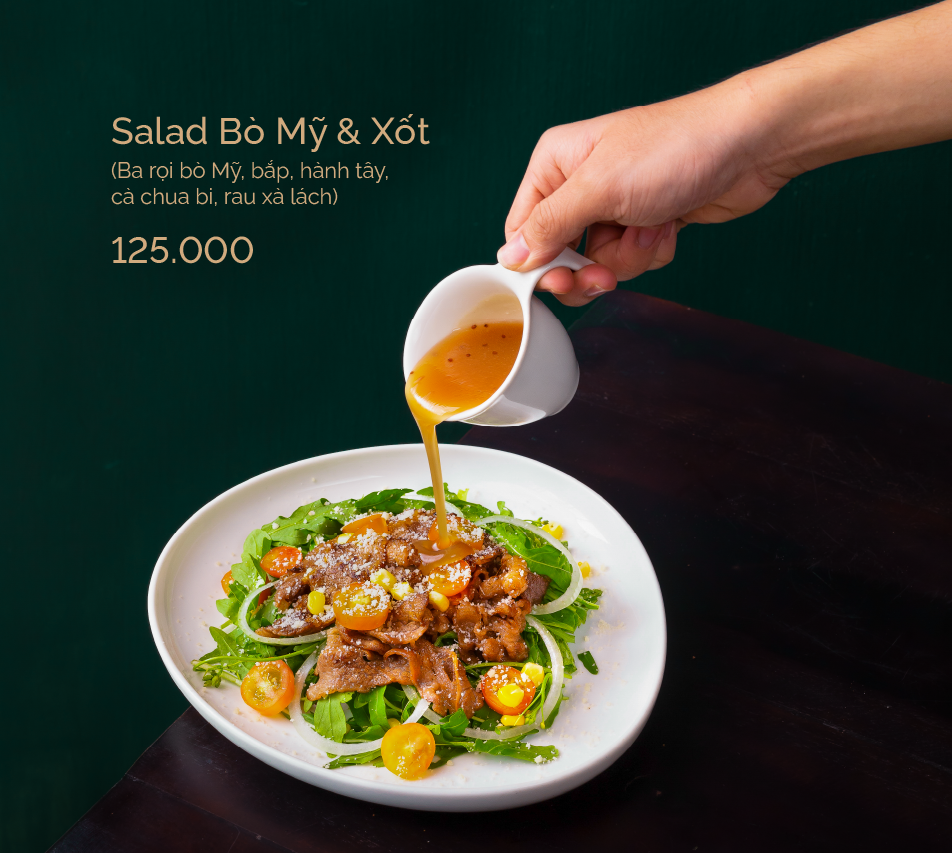 Salad Bò Mỹ & Xốt
(Ba rọi bò Mỹ, bắp, hành tây,
cà chua bi, rau xà lách)
125.000